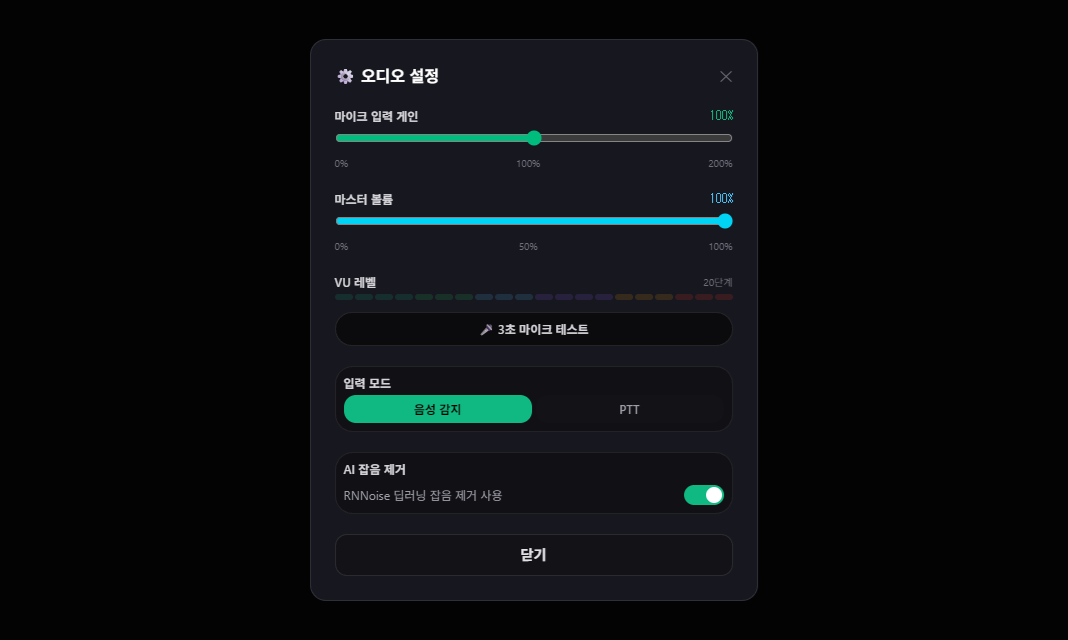 오디오 설정
마이크 입력 게인 100%
0% 100% 200%
마스터 볼륨 100%
0% 50% 100%
VU 레벨 20단계
3초 마이크 테스트
입력 모드
음성 감지 PTT
AI 잡음 제거
RNNoise 딥러닝 잡음 제거 사용
닫기